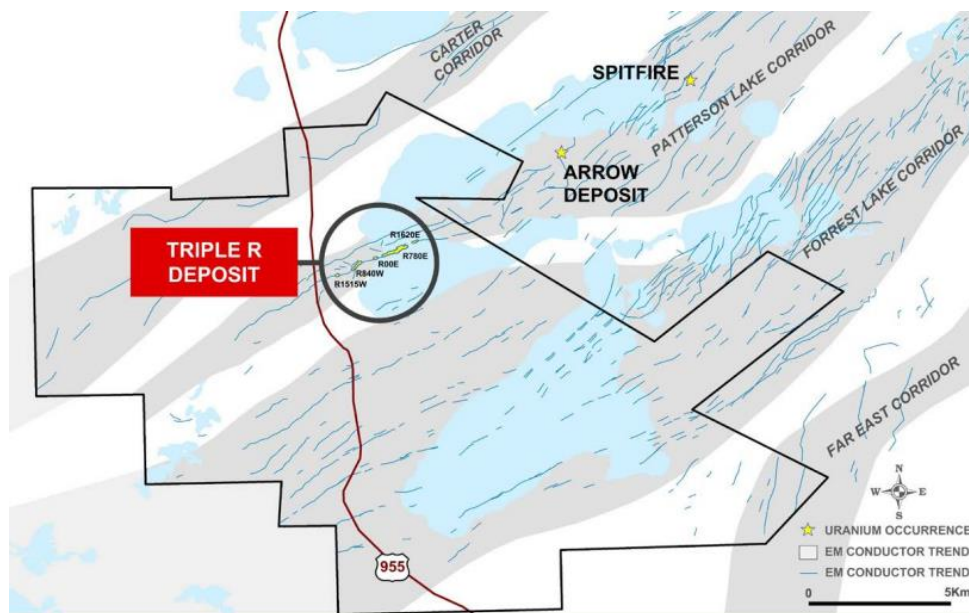 CARTER
CORRIDOR
SPITFIRE
PATTERSON LAKE CORRIDOR
ARROW
DEPOSIT
FORREST LAKE CORRIDOR
TRIPLE R
DEPOSIT
R1620E
R780E
R00E
R840W
R1515W
FAR EAST CORRIDOR
955
N
W E
S
URANIUM OCCURRENCE
EM CONDUCTOR TREND
EM CONDUCTOR TREND
0 5Km